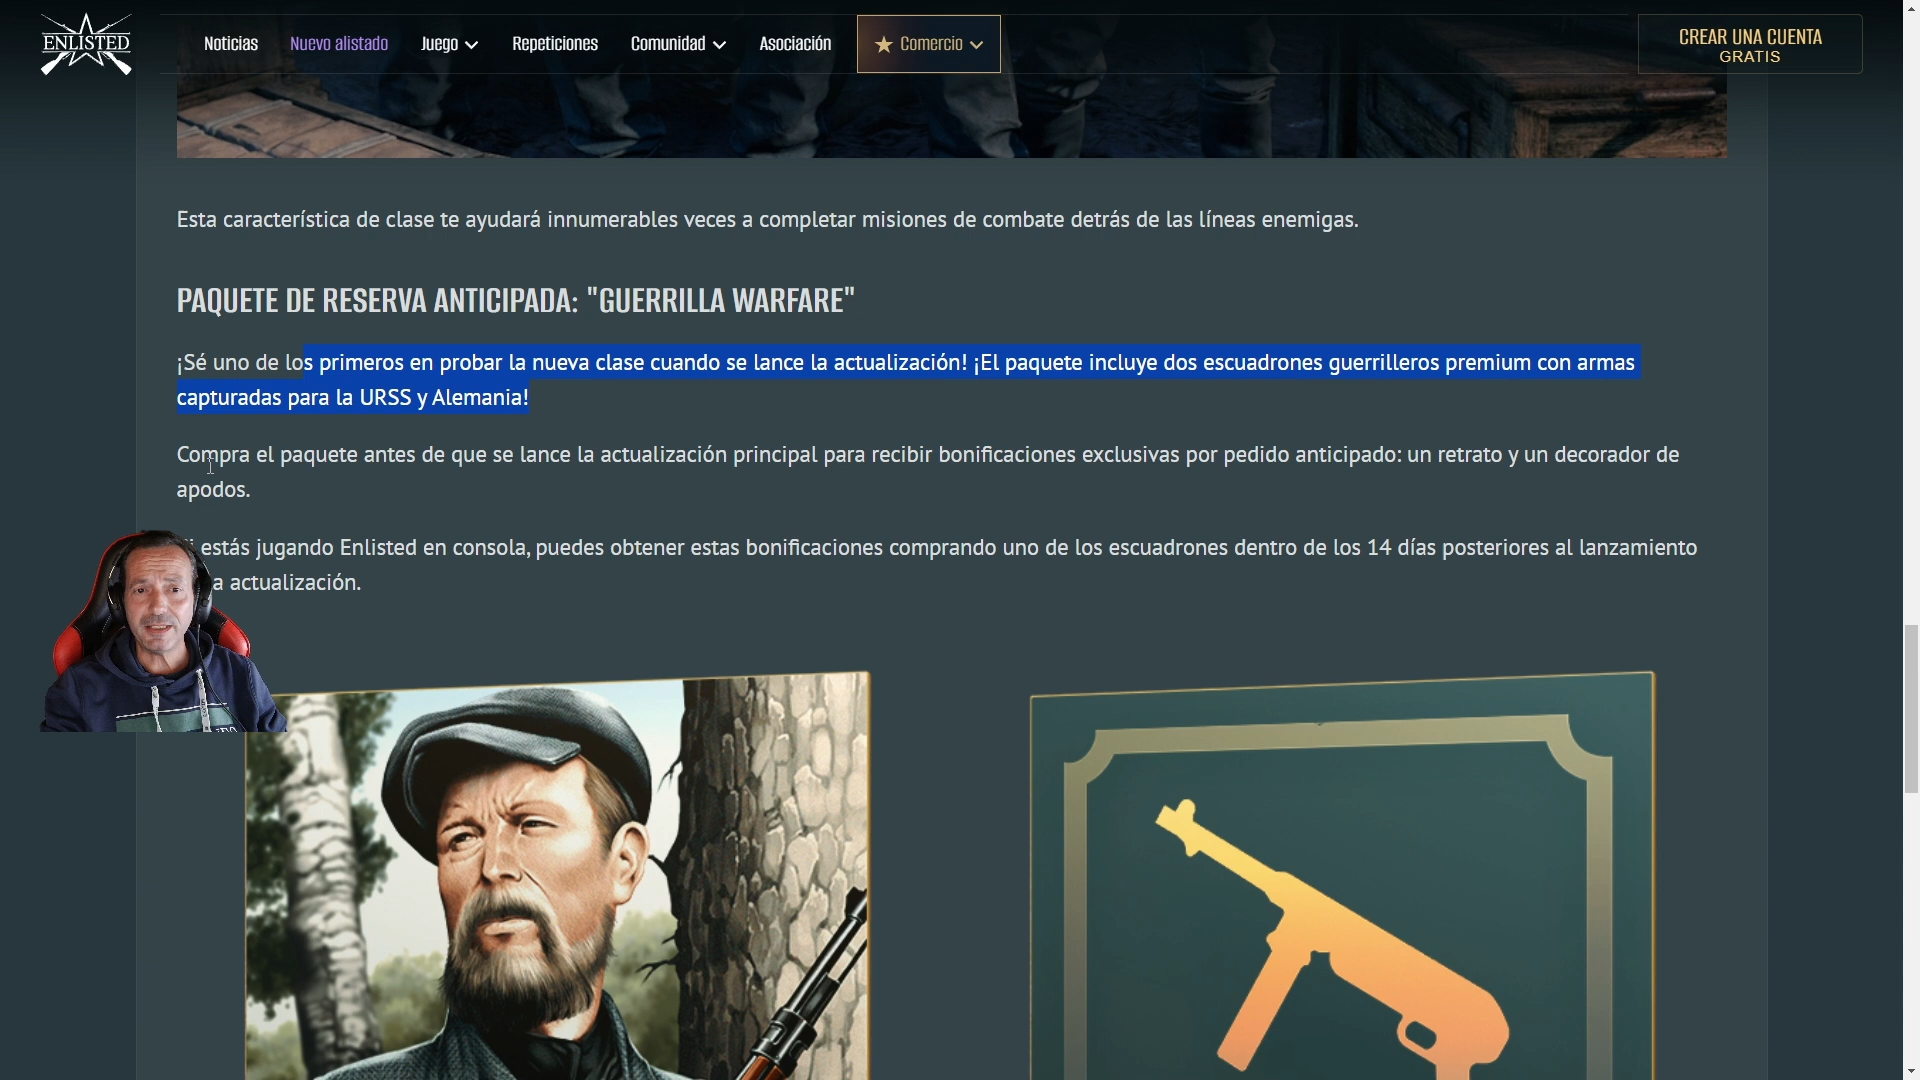 ENLISTED
Noticias
Nuevo alistado
Juego
Repeticiones
Comunidad
Asociación
Comercio
CREAR UNA CUENTA
GRATIS
Esta característica de clase te ayudará innumerables veces a completar misiones de combate detrás de las líneas enemigas.
PAQUETE DE RESERVA ANTICIPADA: "GUERRILLA WARFARE"
¡Sé uno de los primeros en probar la nueva clase cuando se lance la actualización! ¡El paquete incluye dos escuadrones guerrilleros premium con armas
capturadas para la URSS y Alemania!
Compra el paquete antes de que se lance la actualización principal para recibir bonificaciones exclusivas por pedido anticipado: un retrato y un decorador de
apodos.
estás jugando Enlisted en consola, puedes obtener estas bonificaciones comprando uno de los escuadrones dentro de los 14 días posteriores al lanzamiento
a actualización.